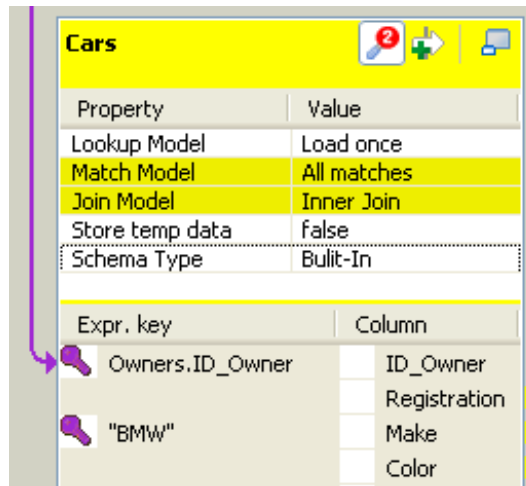 Cars 2
Property Value
Lookup Model Load once
Match Model All matches
Join Model Inner Join
Store temp data false
Schema Type Bulit-In
Expr. key Column
Owners.ID_Owner ID_Owner
Registration
"BMW" Make
Color